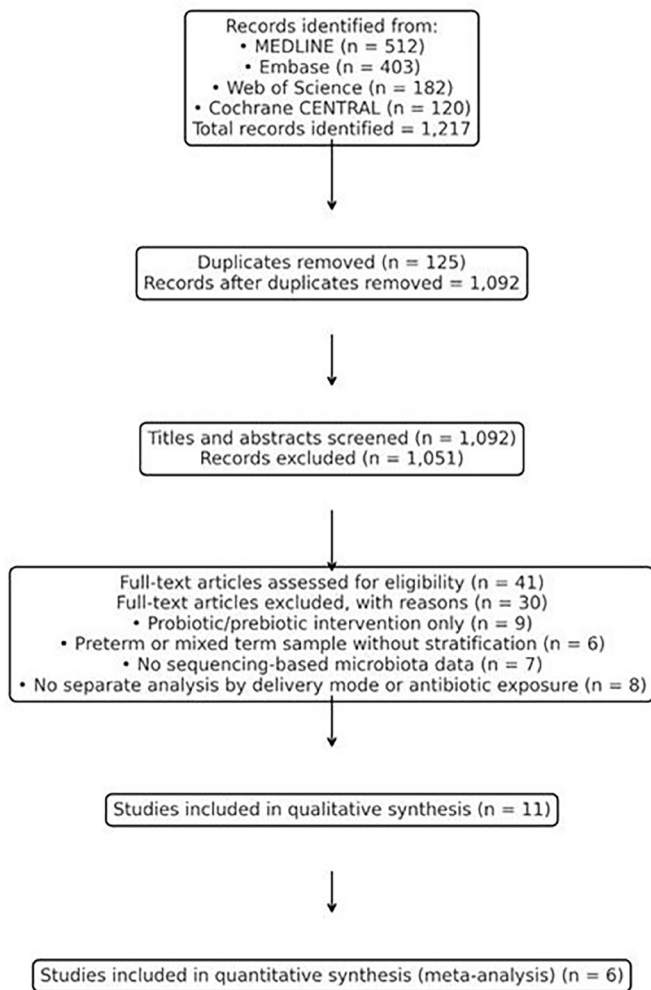 Records identified from:
• MEDLINE (n = 512)
• Embase (n = 403)
• Web of Science (n = 182)
• Cochrane CENTRAL (n = 120)
Total records identified = 1,217
Duplicates removed (n = 125)
Records after duplicates removed = 1,092
Titles and abstracts screened (n = 1,092)
Records excluded (n = 1,051)
Full-text articles assessed for eligibility (n = 41)
Full-text articles excluded, with reasons (n = 30)
• Probiotic/prebiotic intervention only (n = 9)
• Preterm or mixed term sample without stratification (n = 6)
• No sequencing-based microbiota data (n = 7)
• No separate analysis by delivery mode or antibiotic exposure (n = 8)
Studies included in qualitative synthesis (n = 11)
Studies included in quantitative synthesis (meta-analysis) (n = 6)